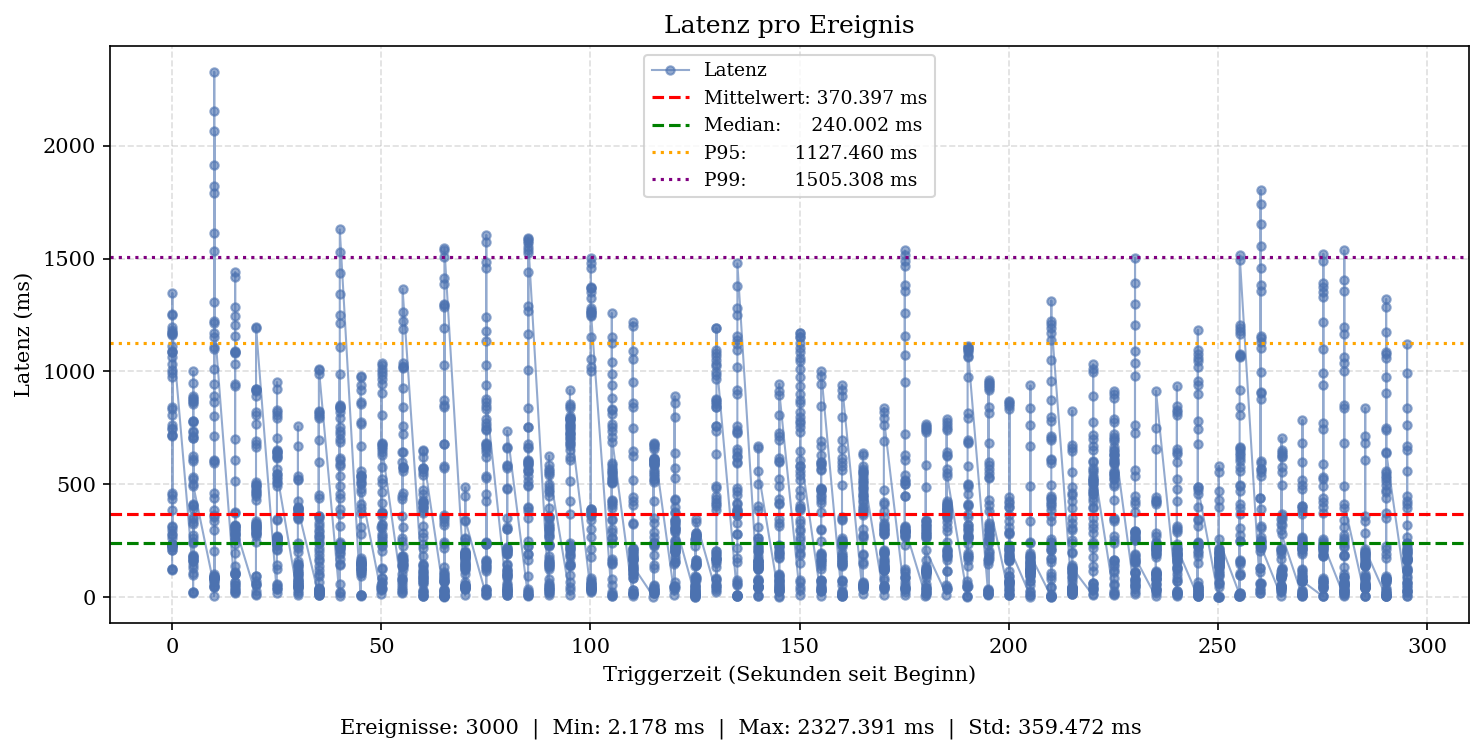 Latenz pro Ereignis
Latenz
Mittelwert: 370.397 ms
Median: 240.002 ms
P95: 1127.460 ms
P99: 1505.308 ms
Latenz (ms)
2000
1500
1000
500
0
0 50 100 150 200 250 300
Triggerzeit (Sekunden seit Beginn)
Ereignisse: 3000 | Min: 2.178 ms | Max: 2327.391 ms | Std: 359.472 ms